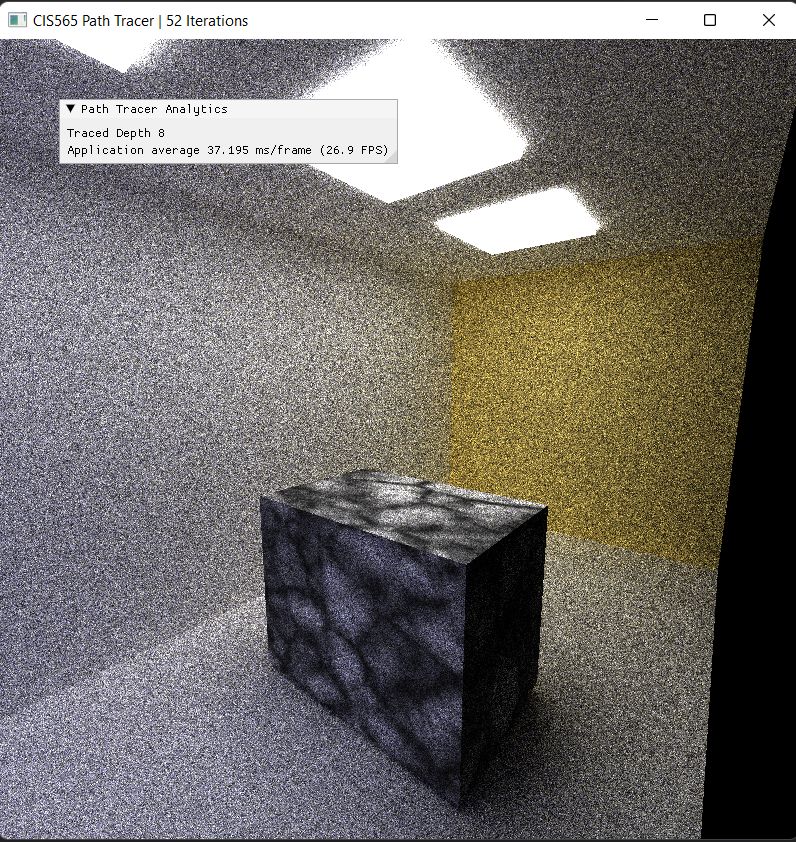 CIS565 Path Tracer | 52 Iterations
Path Tracer Analytics
Traced Depth 8
Application average 37.195 ms/frame (26.9 FPS)